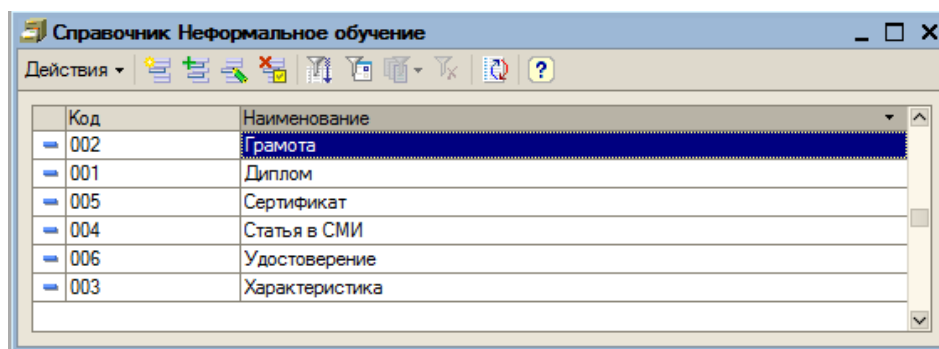 Справочник Неформальное обучение
Действия
Код Наименование
002 Грамота
001 Диплом
005 Сертификат
004 Статья в СМИ
006 Удостоверение
003 Характеристика